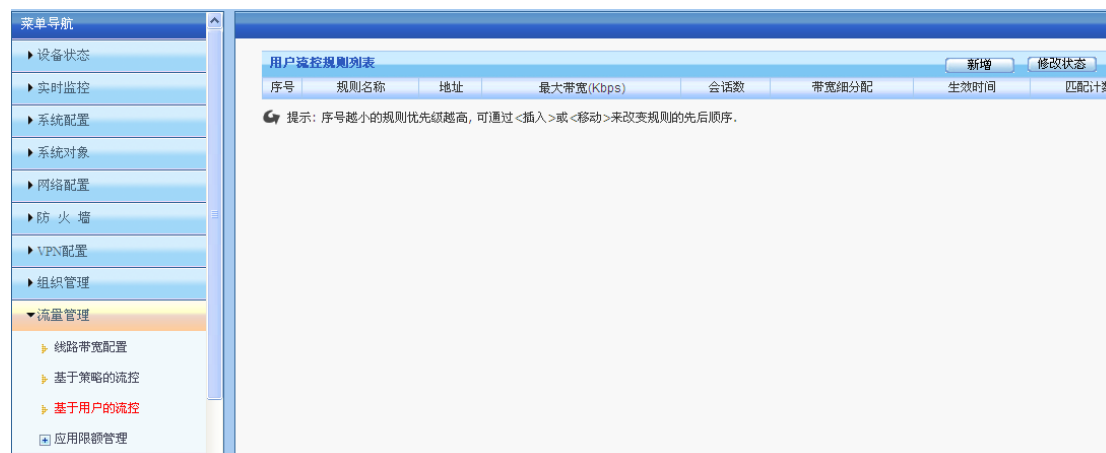 菜单导航
设备状态
实时监控
系统配置
系统对象
网络配置
防 火 墙
VPN配置
组织管理
流量管理
线路带宽配置
基于策略的流控
基于用户的流控
应用限额管理
用户流控规则列表 新增 修改状态
序号 规则名称 地址 最大带宽(Kbps) 会话数 带宽细分配 生效时间 匹配计数
提示: 序号越小的规则优先级越高, 可通过<插入>或<移动>来改变规则的先后顺序.